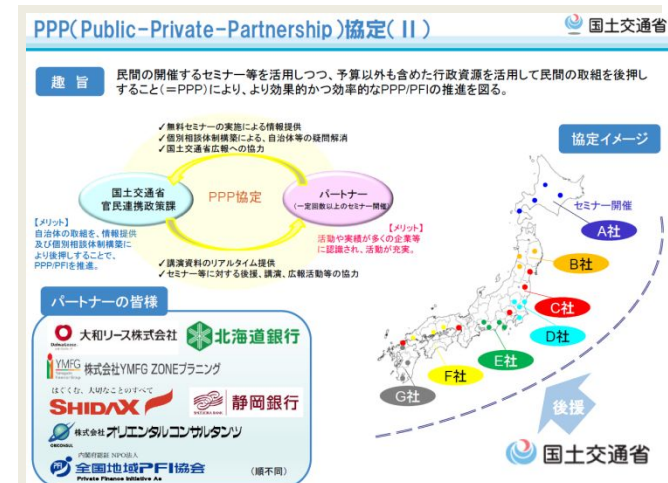 PPP(Public-Private-Partnership)協定(Ⅱ)
国土交通省
趣 旨
民間の開催するセミナー等を活用しつつ、予算以外も含めた行政資源を活用して民間の取組を後押し
すること(=PPP)により、より効果的かつ効率的なPPP/PFIの推進を図る。
✓無料セミナーの実施による情報提供
✓個別相談体制構築による、自治体等の疑問解消
✓国土交通省広報への協力
国土交通省
官民連携政策課
PPP協定
パートナー
(一定回数以上のセミナー開催)
【メリット】
自治体の取組を、情報提供
及び個別相談体制構築に
より後押しすることで、
PPP/PFIを推進。
【メリット】
活動や実績が多くの企業等
に認識され、活動が充実。
✓講演資料のリアルタイム提供
✓セミナー等に対する後援、講演、広報活動等の協力
協定イメージ
セミナー開催
A社
B社
C社
D社
E社
F社
G社
後援
国土交通省
パートナーの皆様
大和リース株式会社
北海道銀行
YMFG
株式会社YMFG ZONEプラニング
はぐくむ、大切なことのすべて
SHIDAX
静岡銀行
株式会社オリエンタルコンサルタンツ
内閣府認証 NPO法人
全国地域PFI協会
Private Finance Initiative As
(順不同)